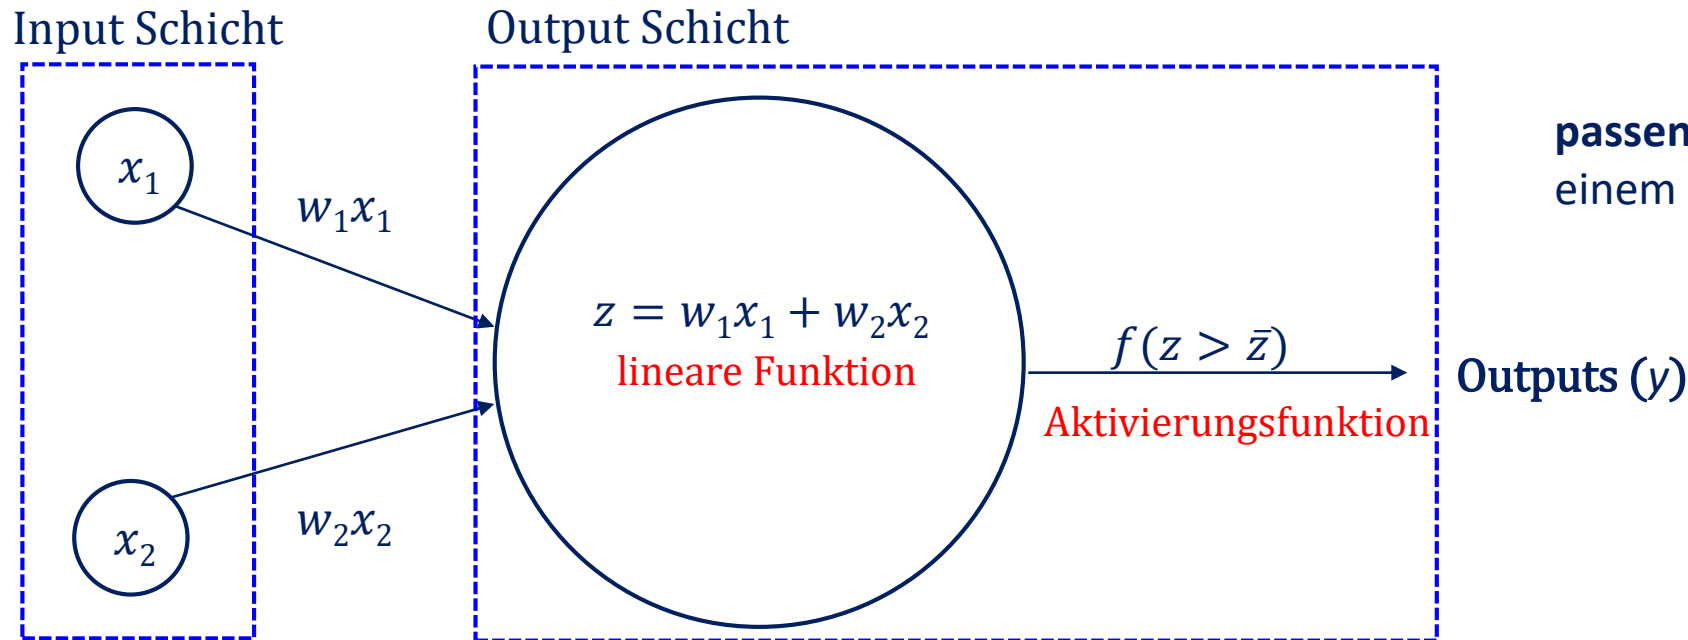 Input Schicht
Output Schicht
x₁
w₁x₁
z = w₁x₁ + w₂x₂
lineare Funktion
f(z > z̄)
Aktivierungsfunktion
Outputs (y)
x₂
w₂x₂
passen
einem